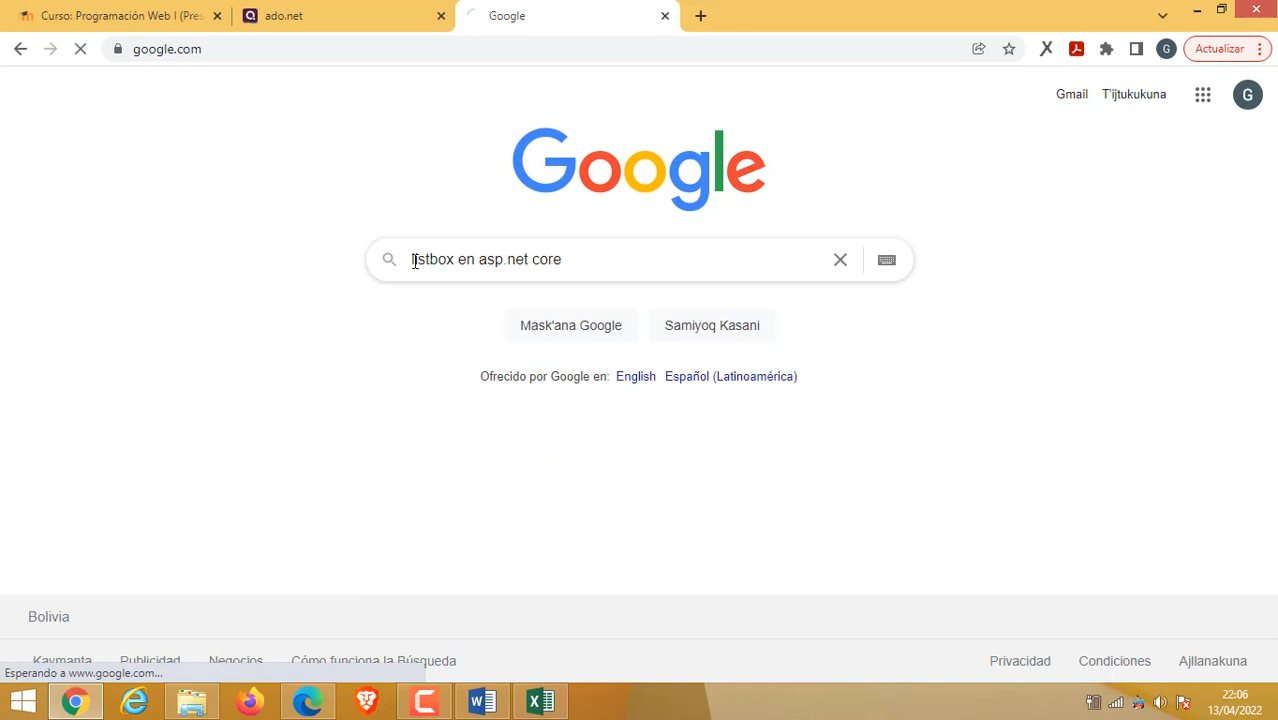 Curso: Programación Web I (Pres
ado.net
Google
google.com
Actualizar
Gmail
T'ijtukukuna
G
Google
listbox en asp.net core
Mask'ana Google
Samiyoq Kasani
Ofrecido por Google en: English Español (Latinoamérica)
Bolivia
Kaymanta
Publicidad
Negocios
Cómo funciona la Búsqueda
Privacidad
Condiciones
Ajllanakuna
Esperando a www.google.com...
22:06
13/04/2022